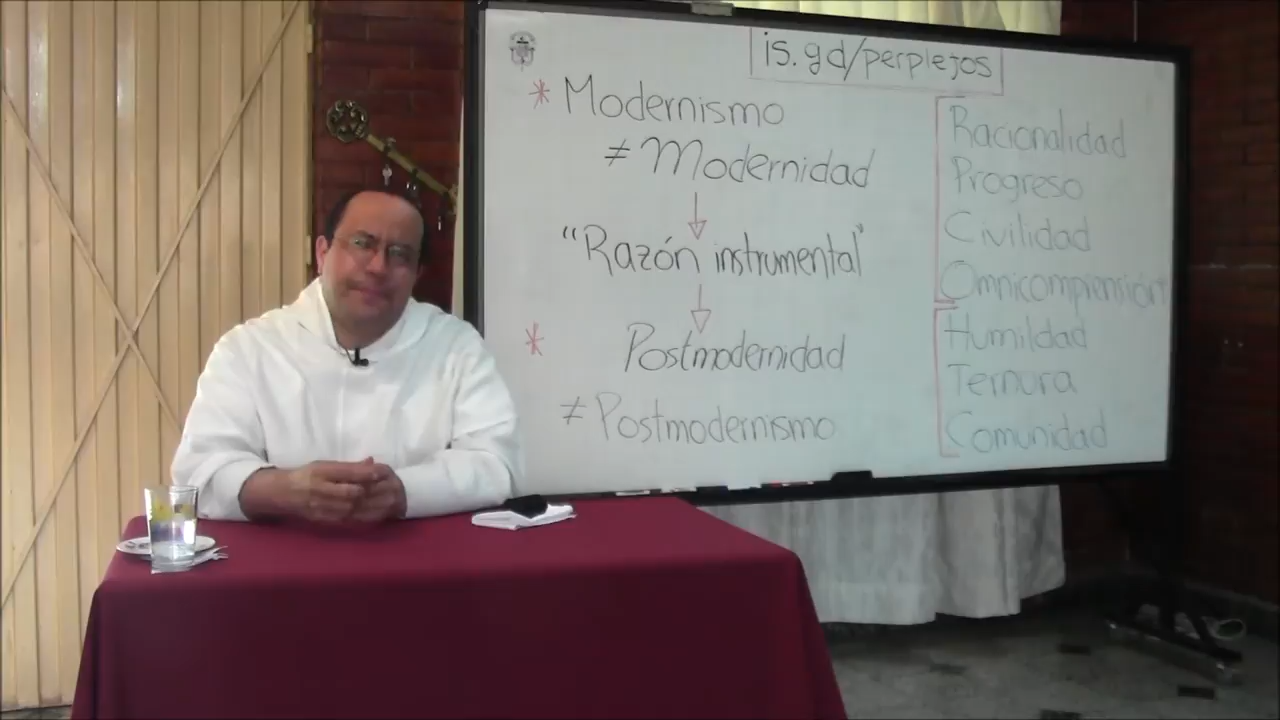 is.gd/perplejos
* Modernismo
≠ Modernidad
"Razón instrumental"
* Postmodernidad
≠ Postmodernismo
Racionalidad
Progreso
Civilidad
Omnicomprensión
Humildad
Ternura
Comunidad